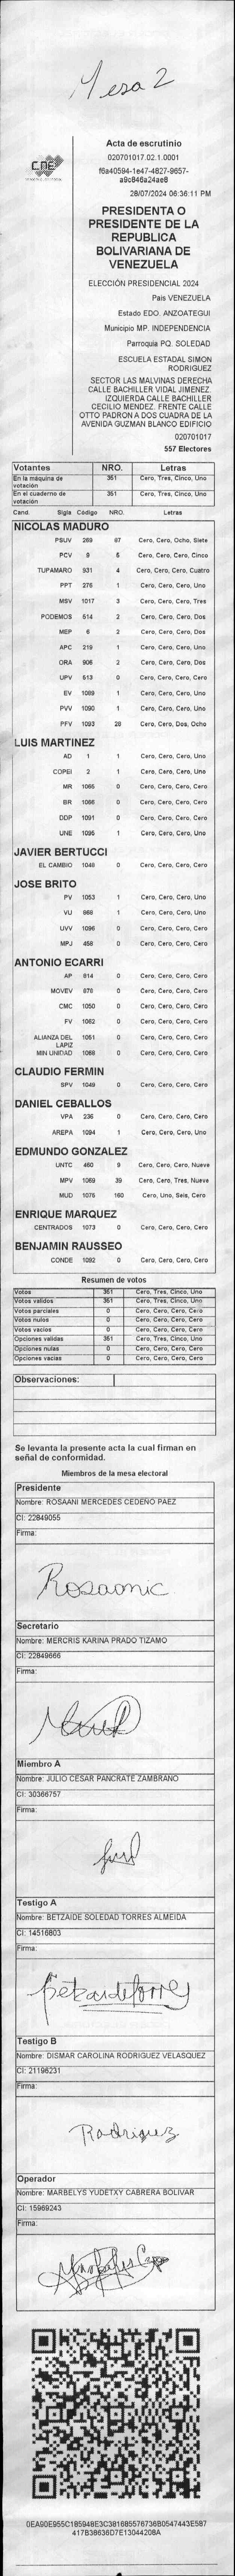 Mesa 2
CNE
Acta de escrutinio
020701017.02.1.0001
f6a40594-1e47-4827-9657-
a9c846a24ae8
28/07/2024 06:36:11 PM
PRESIDENTA O
PRESIDENTE DE LA
REPUBLICA
BOLIVARIANA DE
VENEZUELA
ELECCIÓN PRESIDENCIAL 2024
Pais VENEZUELA
Estado EDO. ANZOATEGUI
Municipio MP. INDEPENDENCIA
Parroquia PQ. SOLEDAD
ESCUELA ESTADAL SIMON
RODRIGUEZ
SECTOR LAS MALVINAS DERECHA
CALLE BACHILLER VIDAL JIMENEZ.
IZQUIERDA CALLE BACHILLER
CECILIO MENDEZ. FRENTE CALLE
OTTO PADRON A DOS CUADRA DE LA
AVENIDA GUZMAN BLANCO EDIFICIO
020701017
557 Electores
Votantes NRO. Letras
En la máquina de votación 351 Cero, Tres, Cinco, Uno
En el cuaderno de votación 351 Cero, Tres, Cinco, Uno
Cand. Sigla Código NRO. Letras
NICOLAS MADURO
PSUV 269 87 Cero, Cero, Ocho, Siete
PCV 9 5 Cero, Cero, Cero, Cinco
TUPAMARO 931 4 Cero, Cero, Cero, Cuatro
PPT 276 1 Cero, Cero, Cero, Uno
MSV 1017 3 Cero, Cero, Cero, Tres
PODEMOS 514 2 Cero, Cero, Cero, Dos
MEP 6 2 Cero, Cero, Cero, Dos
APC 219 1 Cero, Cero, Cero, Uno
ORA 906 2 Cero, Cero, Cero, Dos
UPV 513 0 Cero, Cero, Cero, Cero
EV 1089 1 Cero, Cero, Cero, Uno
PVV 1090 1 Cero, Cero, Cero, Uno
PFV 1093 28 Cero, Cero, Dos, Ocho
LUIS MARTINEZ
AD 1 1 Cero, Cero, Cero, Uno
COPEI 2 1 Cero, Cero, Cero, Uno
MR 1065 0 Cero, Cero, Cero, Cero
BR 1086 0 Cero, Cero, Cero, Cero
DDP 1091 0 Cero, Cero, Cero, Cero
UNE 1095 1 Cero, Cero, Cero, Uno
JAVIER BERTUCCI
EL CAMBIO 1048 0 Cero, Cero, Cero, Cero
JOSE BRITO
PV 1053 1 Cero, Cero, Cero, Uno
VU 868 1 Cero, Cero, Cero, Uno
UVV 1096 0 Cero, Cero, Cero, Cero
MPJ 458 0 Cero, Cero, Cero, Cero
ANTONIO ECARRI
AP 814 0 Cero, Cero, Cero, Cero
MOVEV 876 0 Cero, Cero, Cero, Cero
CMC 1050 0 Cero, Cero, Cero, Cero
FV 1062 0 Cero, Cero, Cero, Cero
ALIANZA DEL LAPIZ 1051 0 Cero, Cero, Cero, Cero
MIN UNIDAD 1068 0 Cero, Cero, Cero, Cero
CLAUDIO FERMIN
SPV 1049 0 Cero, Cero, Cero, Cero
DANIEL CEBALLOS
VPA 236 0 Cero, Cero, Cero, Cero
AREPA 1094 1 Cero, Cero, Cero, Uno
EDMUNDO GONZALEZ
UNTC 460 9 Cero, Cero, Cero, Nueve
MPV 1069 39 Cero, Cero, Tres, Nueve
MUD 1076 160 Cero, Uno, Seis, Cero
ENRIQUE MARQUEZ
CENTRADOS 1073 0 Cero, Cero, Cero, Cero
BENJAMIN RAUSSEO
CONDE 1092 0 Cero, Cero, Cero, Cero
Resumen de votos
Votos 351 Cero, Tres, Cinco, Uno
Votos validos 351 Cero, Tres, Cinco, Uno
Votos parciales 0 Cero, Cero, Cero, Cero
Votos nulos 0 Cero, Cero, Cero, Cero
Votos vacios 0 Cero, Cero, Cero, Cero
Opciones validas 351 Cero, Tres, Cinco, Uno
Opciones nulas 0 Cero, Cero, Cero, Cero
Opciones vacias 0 Cero, Cero, Cero, Cero
Observaciones:
Se levanta la presente acta la cual firman en
señal de conformidad.
Miembros de la mesa electoral
Presidente
Nombre: ROSAANI MERCEDES CEDEÑO PAEZ
CI: 22849055
Firma:
Rosaanic
Secretario
Nombre: MERCRIS KARINA PRADO TIZAMO
CI: 22849666
Firma:
Miembro A
Nombre: JULIO CESAR PANCRATE ZAMBRANO
CI: 30366757
Firma:
Testigo A
Nombre: BETZAIDE SOLEDAD TORRES ALMEIDA
CI: 14516803
Firma:
Betzaidetorres
Testigo B
Nombre: DISMAR CAROLINA RODRIGUEZ VELASQUEZ
CI: 21196231
Firma:
Rodriguez
Operador
Nombre: MARBELYS YUDETXY CABRERA BOLIVAR
CI: 15969243
Firma:
0EA90E955C185948E3C381685576736B0547443E587
417B38636D7E13044208A